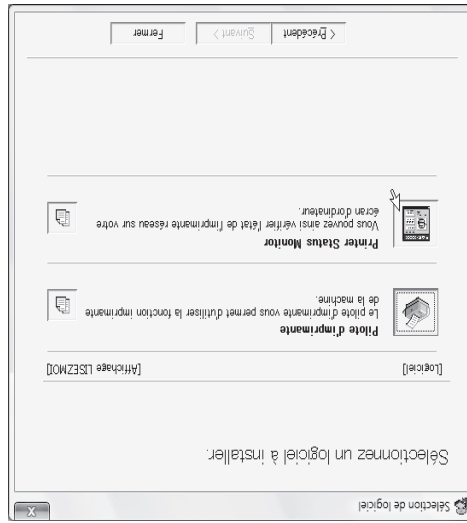 Sélection de logiciel
X
Sélectionnez un logiciel à installer.
[Logiciel] [Affichage LISEZMOI]
Pilote d'imprimante
Le pilote d'imprimante vous permet d'utiliser la fonction imprimante
de la machine.
Printer Status Monitor
Vous pouvez ainsi vérifier l'état de l'imprimante réseau sur votre
écran d'ordinateur.
< Précédent Suivant > Fermer